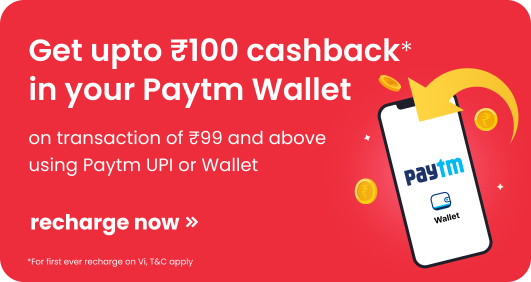 Get upto ₹100 cashback*
in your Paytm Wallet
on transaction of ₹99 and above
using Paytm UPI or Wallet
recharge now »
*For first ever recharge on Vi, T&C apply
paytm
Wallet